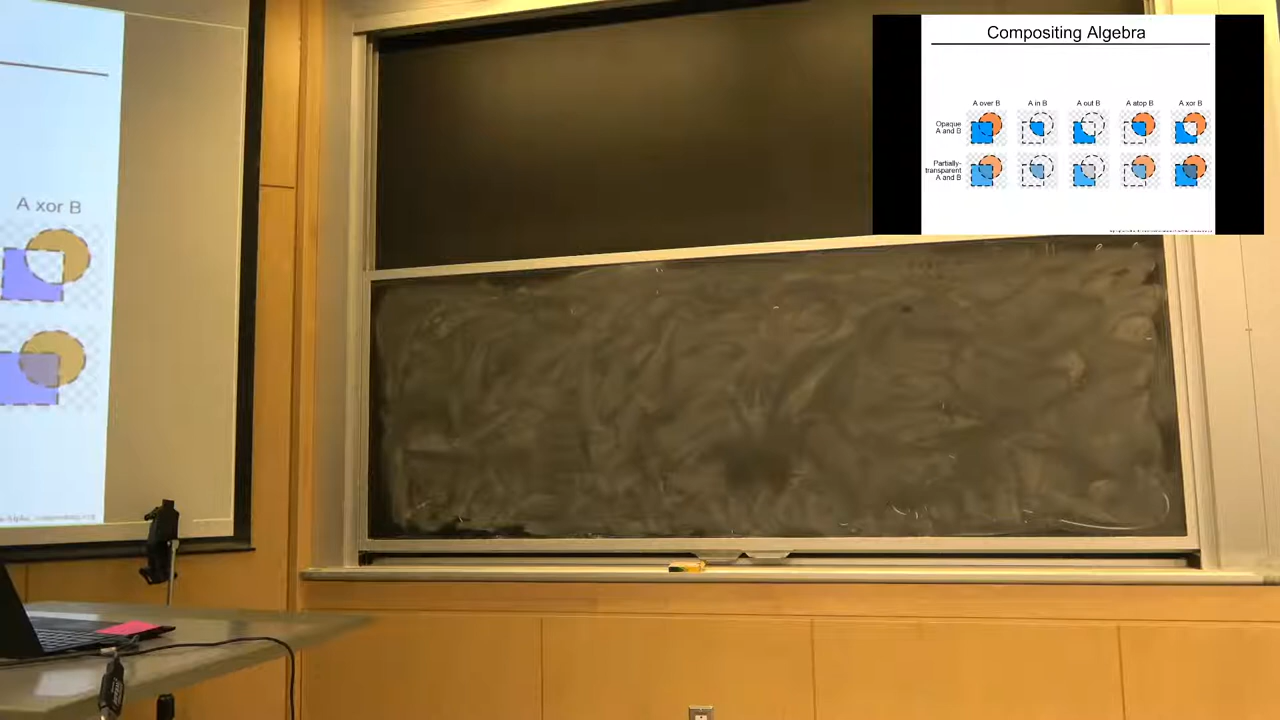 Compositing Algebra
A over B
A in B
A out B
A atop B
A xor B
Opaque
A and B
Partially-
transparent
A and B
A xor B